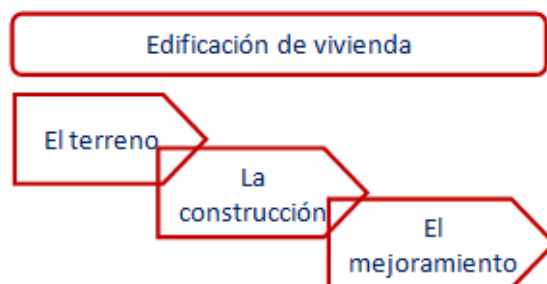 Edificación de vivienda
El terreno
La
construcción
El
mejoramiento